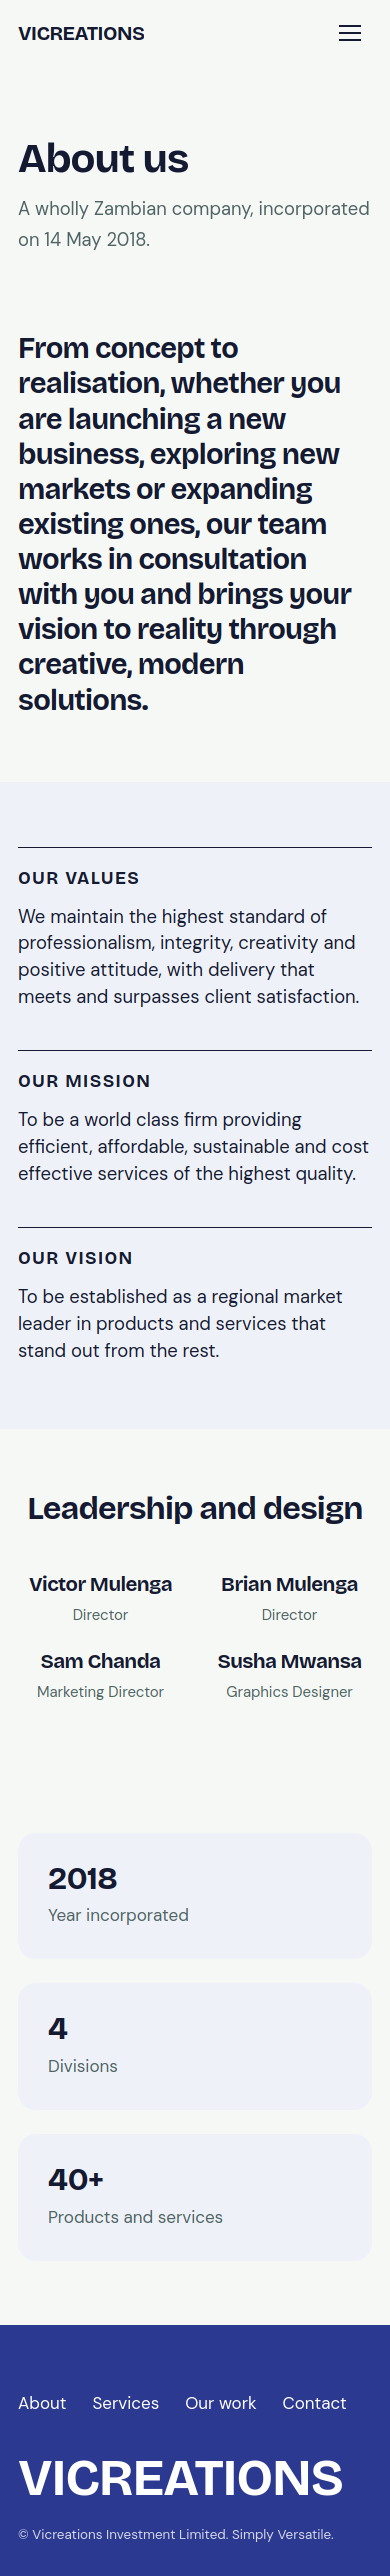 VICREATIONS
About us
A wholly Zambian company, incorporated
on 14 May 2018.
From concept to
realisation, whether you
are launching a new
business, exploring new
markets or expanding
existing ones, our team
works in consultation
with you and brings your
vision to reality through
creative, modern
solutions.
OUR VALUES
We maintain the highest standard of
professionalism, integrity, creativity and
positive attitude, with delivery that
meets and surpasses client satisfaction.
OUR MISSION
To be a world class firm providing
efficient, affordable, sustainable and cost
effective services of the highest quality.
OUR VISION
To be established as a regional market
leader in products and services that
stand out from the rest.
Leadership and design
Victor Mulenga
Director
Brian Mulenga
Director
Sam Chanda
Marketing Director
Susha Mwansa
Graphics Designer
2018
Year incorporated
4
Divisions
40+
Products and services
About Services Our work Contact
VICREATIONS
© Vicreations Investment Limited. Simply Versatile.